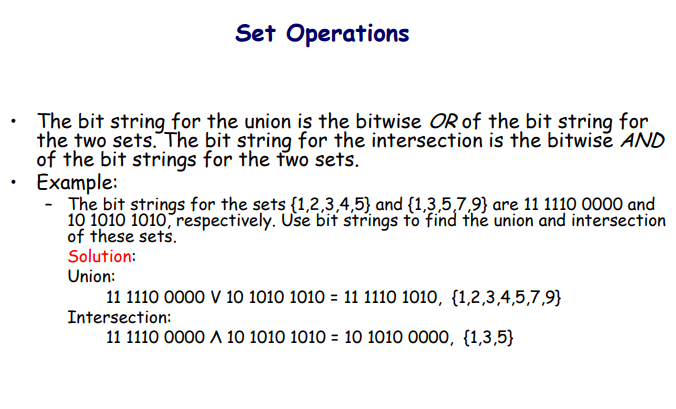 Set Operations
• The bit string for the union is the bitwise OR of the bit string for
the two sets. The bit string for the intersection is the bitwise AND
of the bit strings for the two sets.
• Example:
– The bit strings for the sets {1,2,3,4,5} and {1,3,5,7,9} are 11 1110 0000 and
10 1010 1010, respectively. Use bit strings to find the union and intersection
of these sets.
Solution:
Union:
11 1110 0000 V 10 1010 1010 = 11 1110 1010, {1,2,3,4,5,7,9}
Intersection:
11 1110 0000 Λ 10 1010 1010 = 10 1010 0000, {1,3,5}